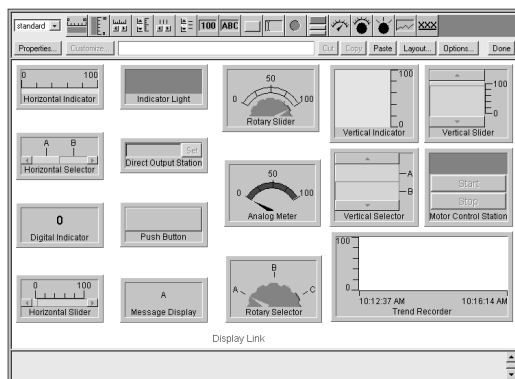 standard
100 ABC XXX
Properties... Customize... Cut Copy Paste Layout... Options... Done
0 100
Horizontal Indicator
Indicator Light
0 50 100
Rotary Slider
100
0
Vertical Indicator
100
0
Vertical Slider
A B
Horizontal Selector
Set
Direct Output Station
0 50 100
Analog Meter
A
B
Vertical Selector
Start
Stop
Motor Control Station
0
Digital Indicator
Push Button
0 100
Horizontal Slider
A
Message Display
A B C
Rotary Selector
100
0
10:12:37 AM 10:16:14 AM
Trend Recorder
Display Link